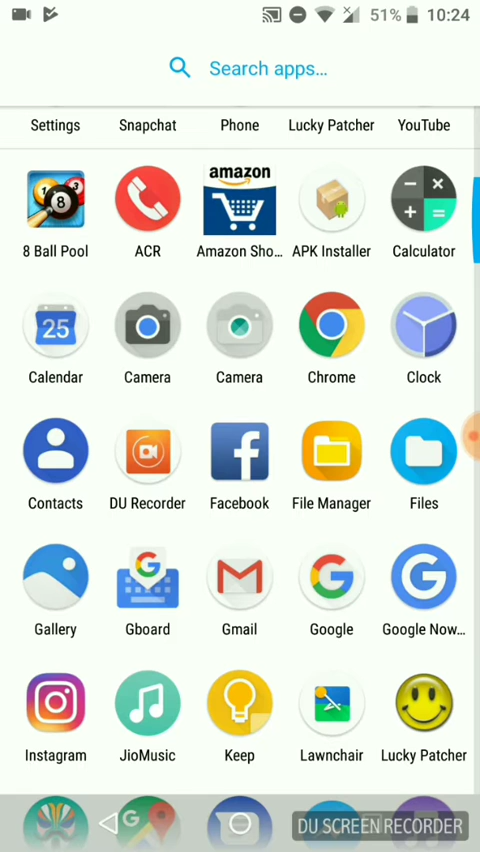 51% 10:24
Search apps...
Settings Snapchat Phone Lucky Patcher YouTube
amazon
8 Ball Pool ACR Amazon Sho... APK Installer Calculator
25
Calendar Camera Camera Chrome Clock
Contacts DU Recorder Facebook File Manager Files
Gallery Gboard Gmail Google Google Now...
Instagram JioMusic Keep Lawnchair Lucky Patcher
DU SCREEN RECORDER